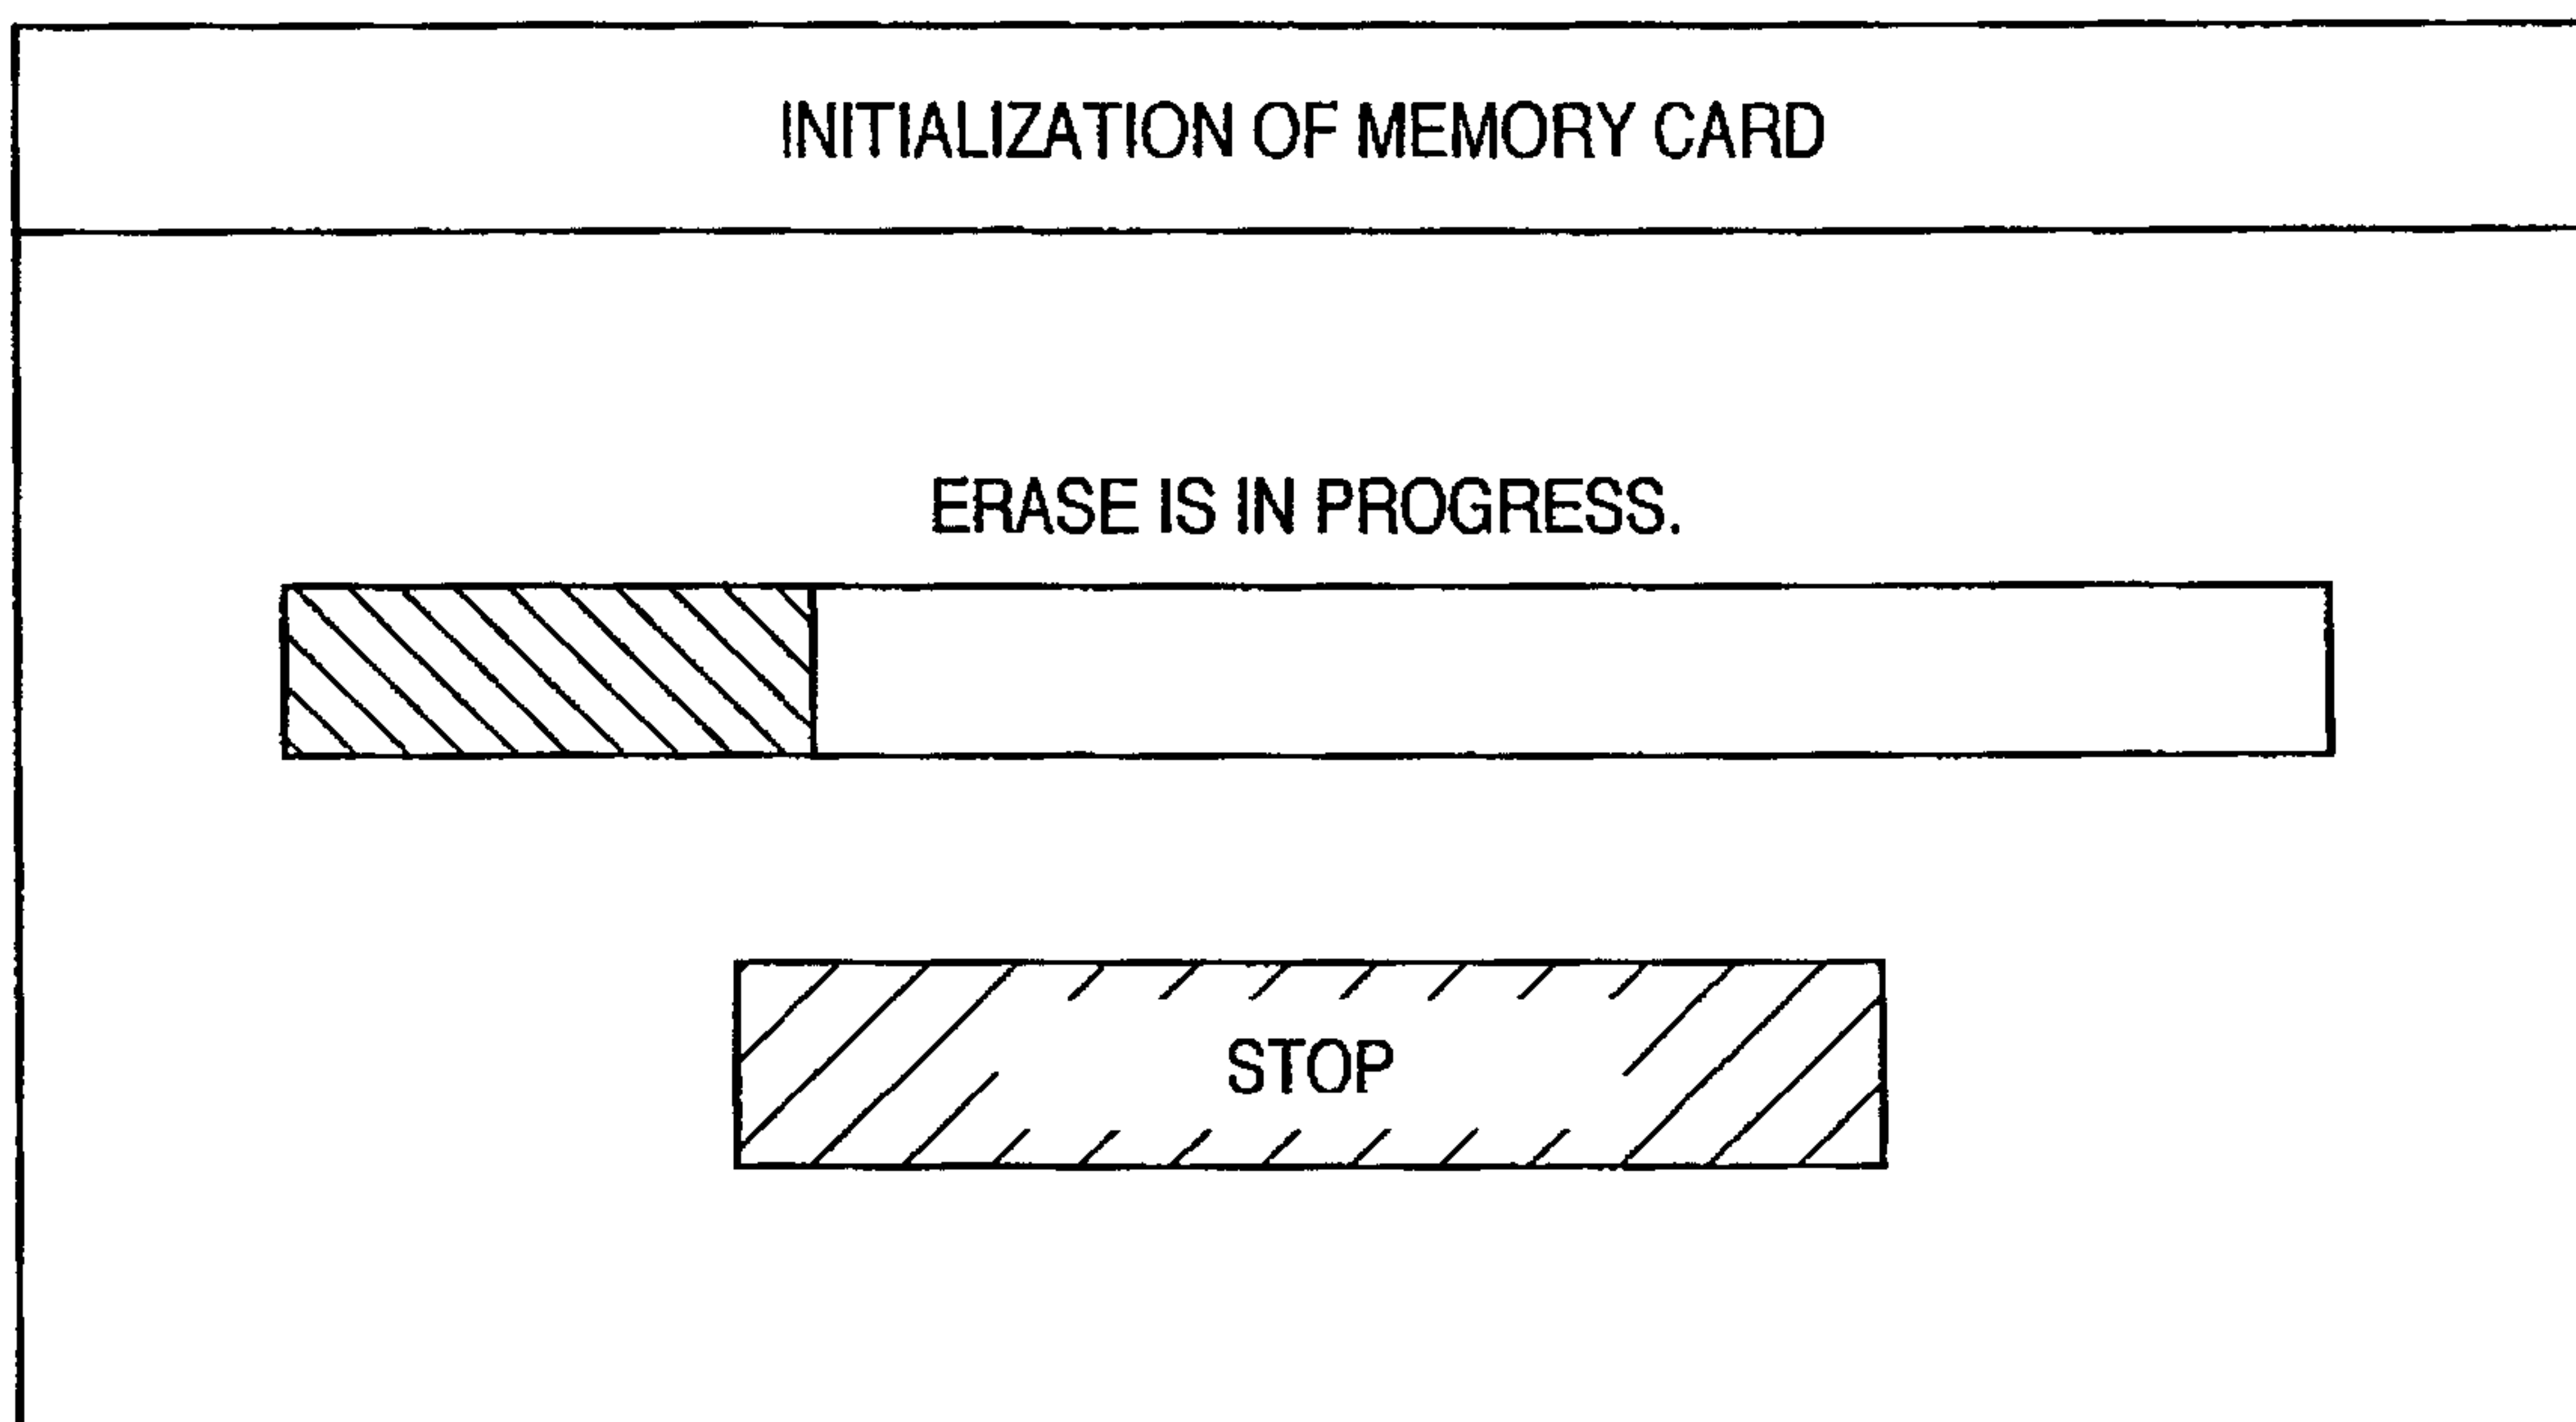 INITIALIZATION OF MEMORY CARD
ERASE IS IN PROGRESS.
STOP